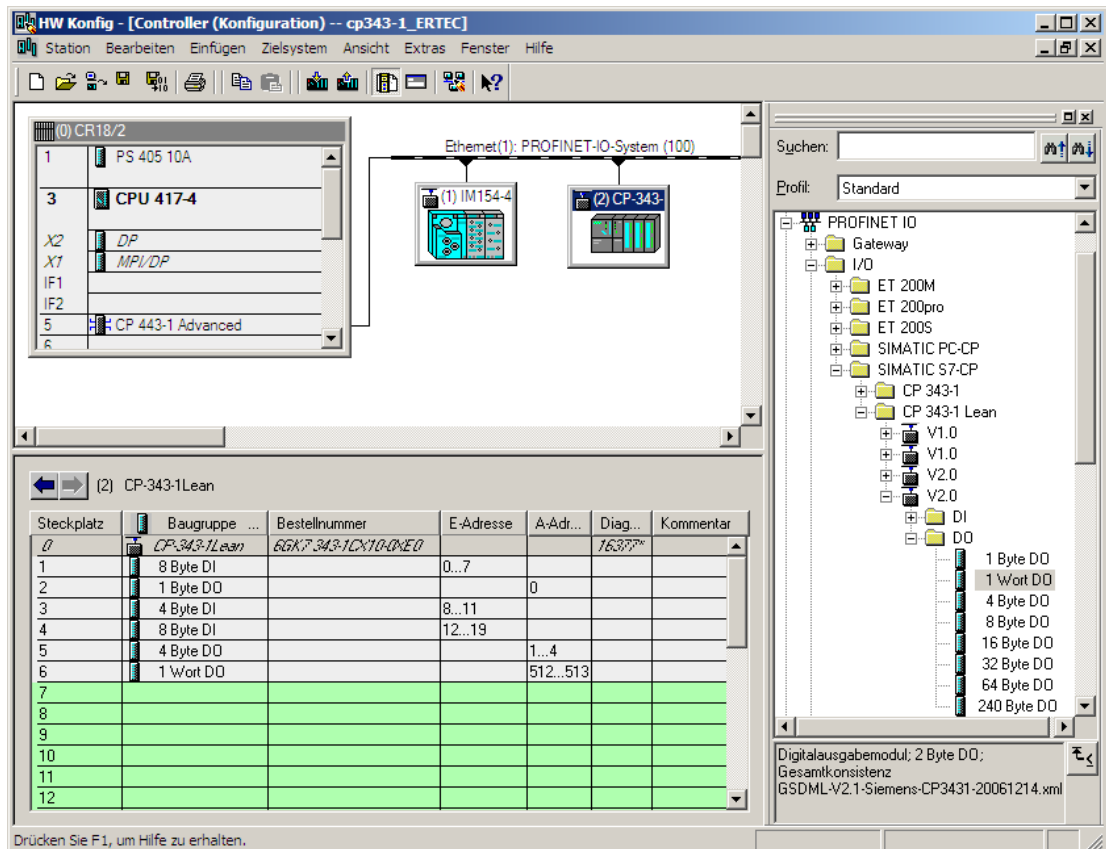 HW Konfig - [Controller (Konfiguration) -- cp343-1_ERTEC]
Station Bearbeiten Einfügen Zielsystem Ansicht Extras Fenster Hilfe
(0) CR18/2
1 PS 405 10A
3 CPU 417-4
X2 DP
X1 MPI/DP
IF1
IF2
5 CP 443-1 Advanced
6
Ethernet(1): PROFINET-IO-System (100)
(1) IM154-4
(2) CP-343-
(2) CP-343-1Lean
Steckplatz Baugruppe ... Bestellnummer E-Adresse A-Adr... Diag... Kommentar
0 CP-343-1Lean 6GK7 343-1CX10-0XE0 16377*
1 8 Byte DI 0...7
2 1 Byte DO 0
3 4 Byte DI 8...11
4 8 Byte DI 12...19
5 4 Byte DO 1...4
6 1 Wort DO 512...513
7
8
9
10
11
12
Suchen:
Profil: Standard
PROFINET IO
Gateway
I/O
ET 200M
ET 200pro
ET 200S
SIMATIC PC-CP
SIMATIC S7-CP
CP 343-1
CP 343-1 Lean
V1.0
V1.0
V2.0
V2.0
DI
DO
1 Byte DO
1 Wort DO
4 Byte DO
8 Byte DO
16 Byte DO
32 Byte DO
64 Byte DO
240 Byte DO
Digitalausgabemodul; 2 Byte DO;
Gesamtkonsistenz
GSDML-V2.1-Siemens-CP3431-20061214.xml
Drücken Sie F1, um Hilfe zu erhalten.